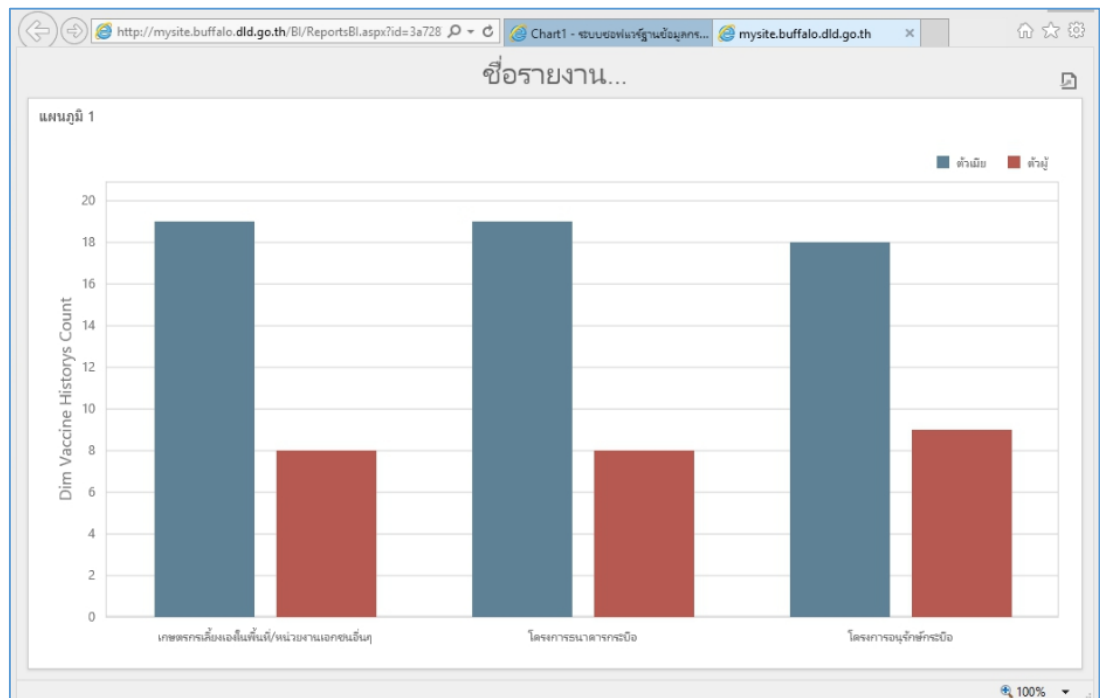 http://mysite.buffalo.dld.go.th/BI/ReportsBI.aspx?id=3a728
Chart1 - ระบบซอฟแวร์ฐานข้อมูลกร...
mysite.buffalo.dld.go.th
ชื่อรายงาน...
แผนภูมิ 1
ตัวเมีย
ตัวผู้
Dim Vaccine Historys Count
20
18
16
14
12
10
8
6
4
2
0
เกษตรกรเลี้ยงเองในพื้นที่/หน่วยงานเอกชนอื่นๆ
โครงการธนาคารกระบือ
โครงการอนุรักษ์กระบือ
100%